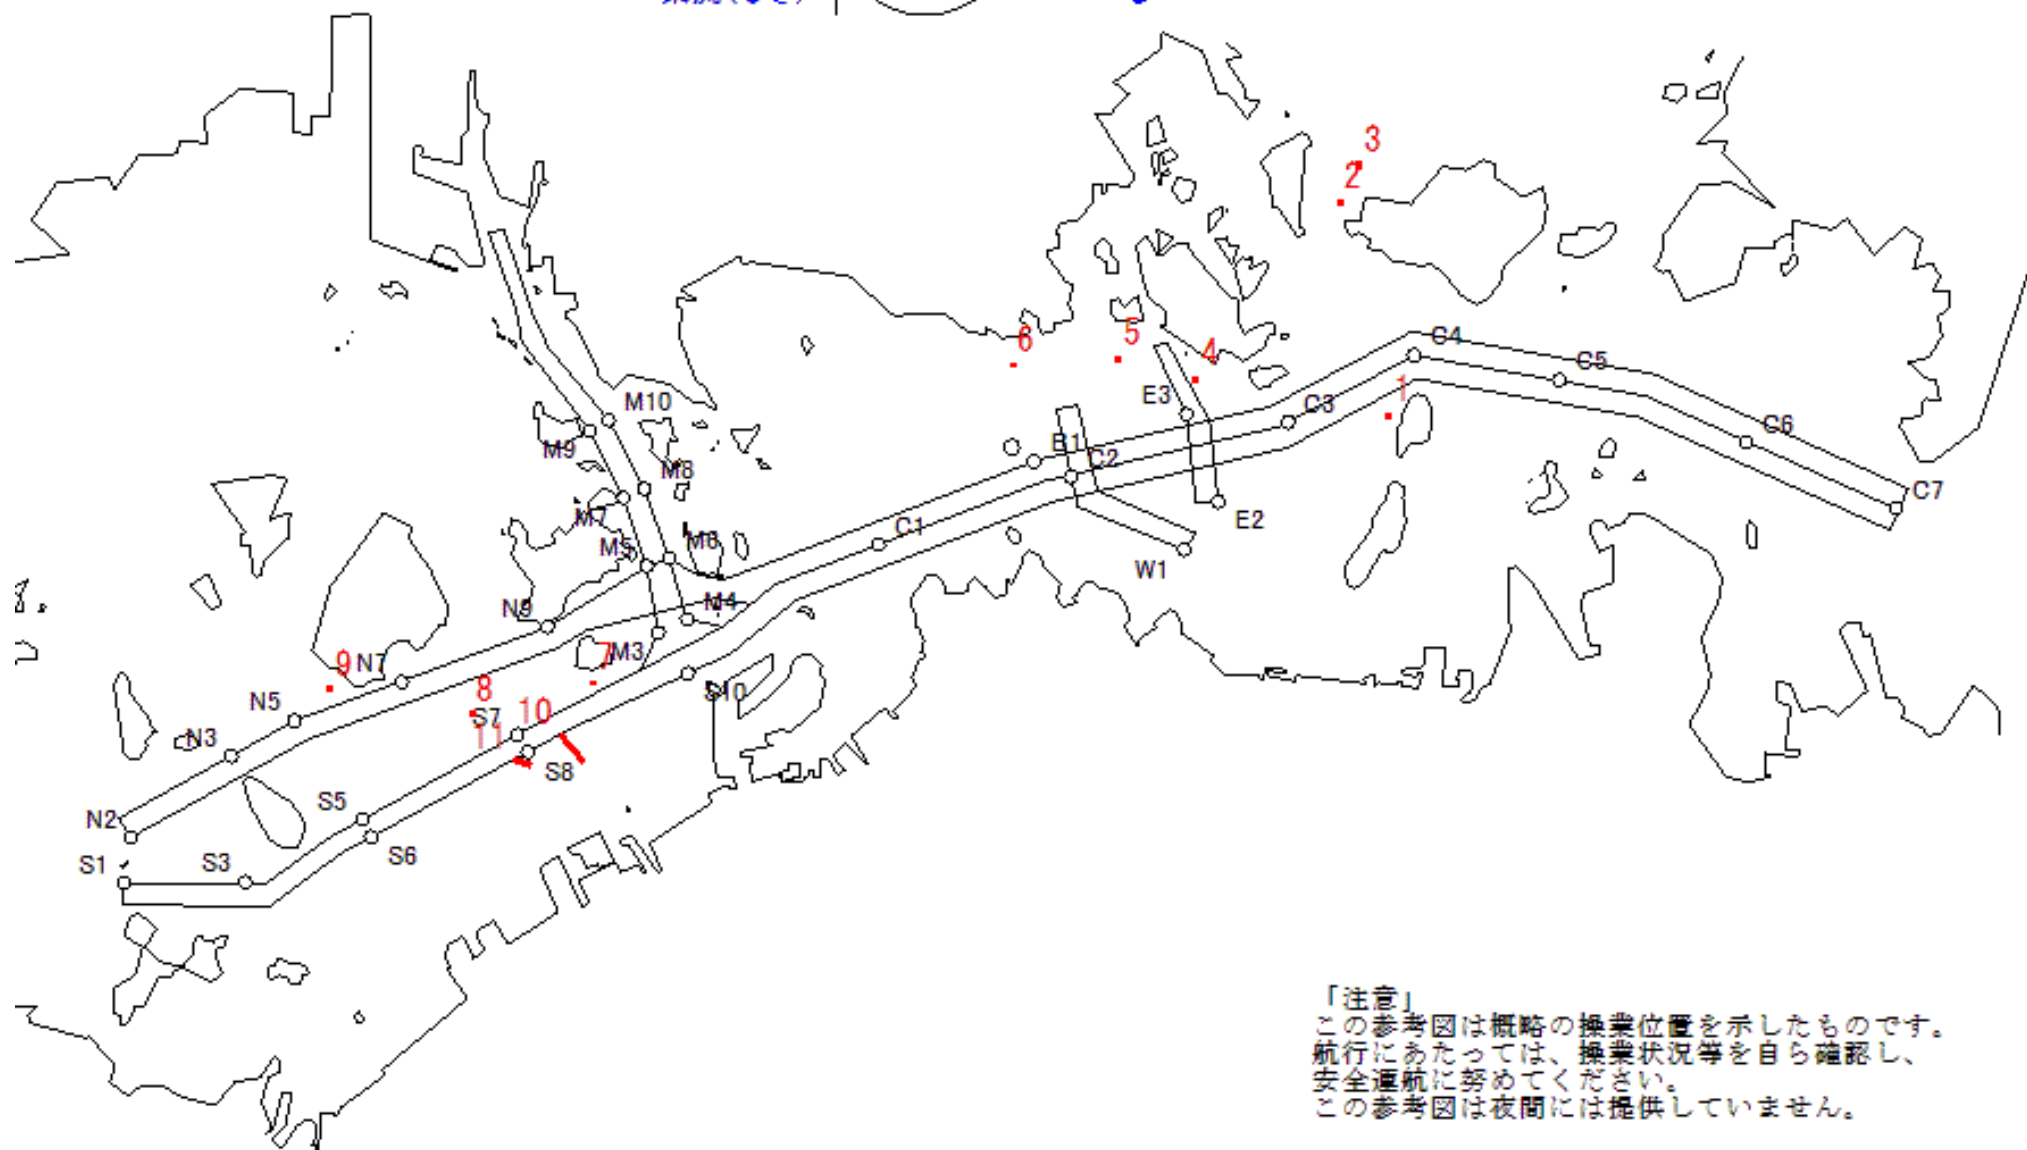 3
2
6
5
4
C4
C5
1
E3
C3
M10
C6
B1
M9
C2
M8
C7
M7
E2
C1
M5
M6
W1
N9
M4
9
N7
M3
7
8
S10
N5
S7
10
N3
11
S8
S5
N2
S6
S1
S3
「注意」
この参考図は概略の操業位置を示したものです。
航行にあたっては、操業状況等を自ら確認し、
安全運航に努めてください。
この参考図は夜間には提供していません。